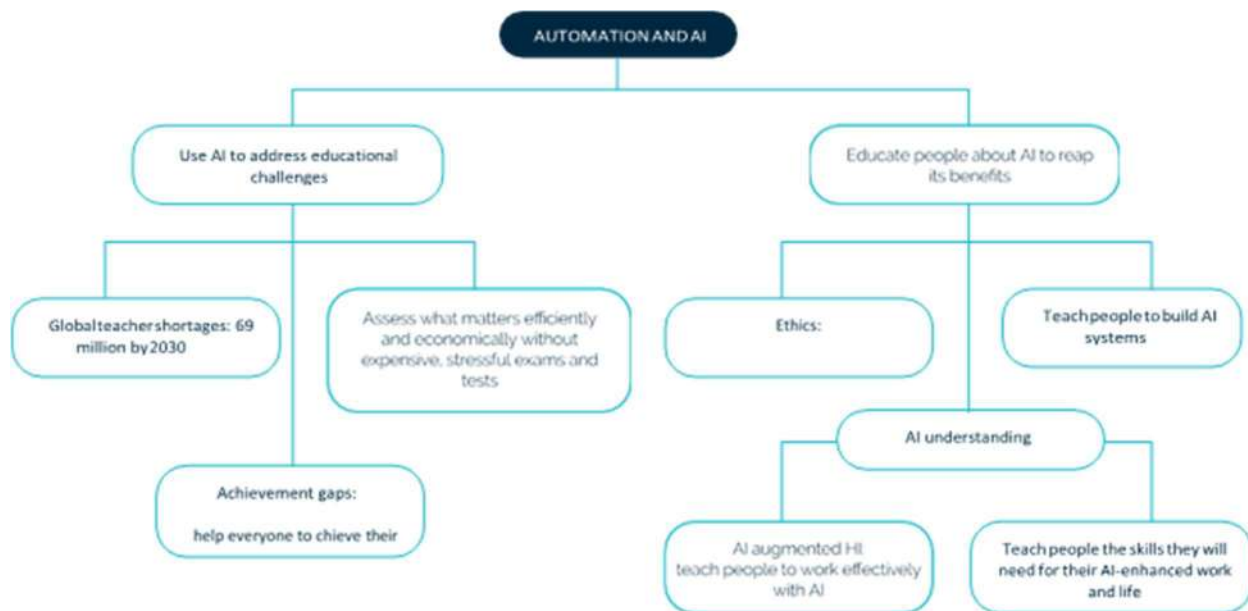 AUTOMATION AND AI
Use AI to address educational
challenges
Educate people about AI to reap
its benefits
Global teacher shortages: 69
million by 2030
Assess what matters efficiently
and economically without
expensive, stressful exams and
tests
Ethics:
Teach people to build AI
systems
AI understanding
Achievement gaps:
help everyone to chieve their
AI augmented HI:
teach people to work effectively
with AI
Teach people the skills they will
need for their AI-enhanced work
and life